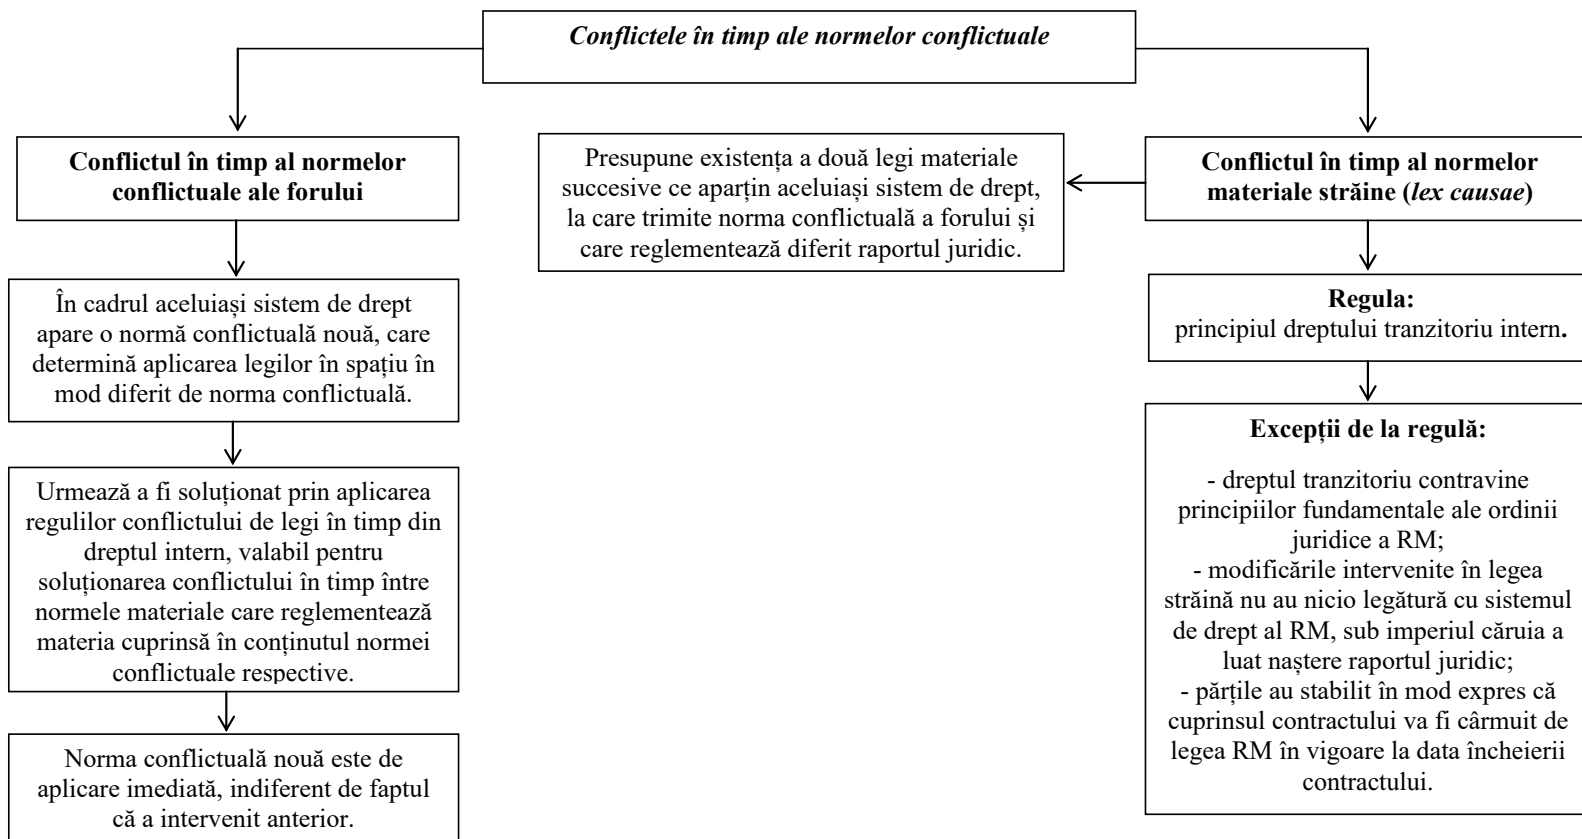 Conflictele în timp ale normelor conflictuale
Conflictul în timp al normelor
conflictuale ale forului
În cadrul aceluiași sistem de drept
apare o normă conflictuală nouă, care
determină aplicarea legilor în spațiu în
mod diferit de norma conflictuală.
Urmează a fi soluționat prin aplicarea
regulilor conflictului de legi în timp din
dreptul intern, valabil pentru
soluționarea conflictului în timp între
normele materiale care reglementează
materia cuprinsă în conținutul normei
conflictuale respective.
Norma conflictuală nouă este de
aplicare imediată, indiferent de faptul
că a intervenit anterior.
Presupune existența a două legi materiale
succesive ce aparțin aceluiași sistem de drept,
la care trimite norma conflictuală a forului și
care reglementează diferit raportul juridic.
Conflictul în timp al normelor
materiale străine (lex causae)
Regula:
principiul dreptului tranzitoriu intern.
Excepții de la regulă:
- dreptul tranzitoriu contravine
principiilor fundamentale ale ordinii
juridice a RM;
- modificările intervenite în legea
străină nu au nicio legătură cu sistemul
de drept al RM, sub imperiul căruia a
luat naștere raportul juridic;
- părțile au stabilit în mod expres că
cuprinsul contractului va fi cârmuit de
legea RM în vigoare la data încheierii
contractului.